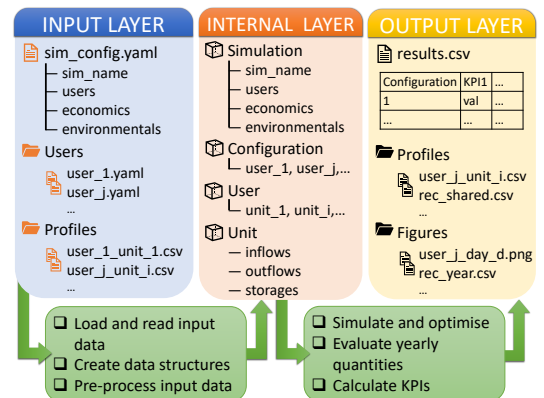 INPUT LAYER
sim_config.yaml
sim_name
users
economics
environmentals
Users
user_1.yaml
user_j.yaml
...
Profiles
user_1_unit_1.csv
user_j_unit_i.csv
...
INTERNAL LAYER
Simulation
sim_name
users
economics
environmentals
Configuration
user_1, user_j,...
User
unit_1, unit_i,...
Unit
inflows
outflows
storages
OUTPUT LAYER
results.csv
Configuration KPI1 ...
1 val ...
... ... ...
Profiles
user_j_unit_i.csv
rec_shared.csv
...
Figures
user_j_day_d.png
rec_year.csv
...
Load and read input
data
Create data structures
Pre-process input data
Simulate and optimise
Evaluate yearly
quantities
Calculate KPIs